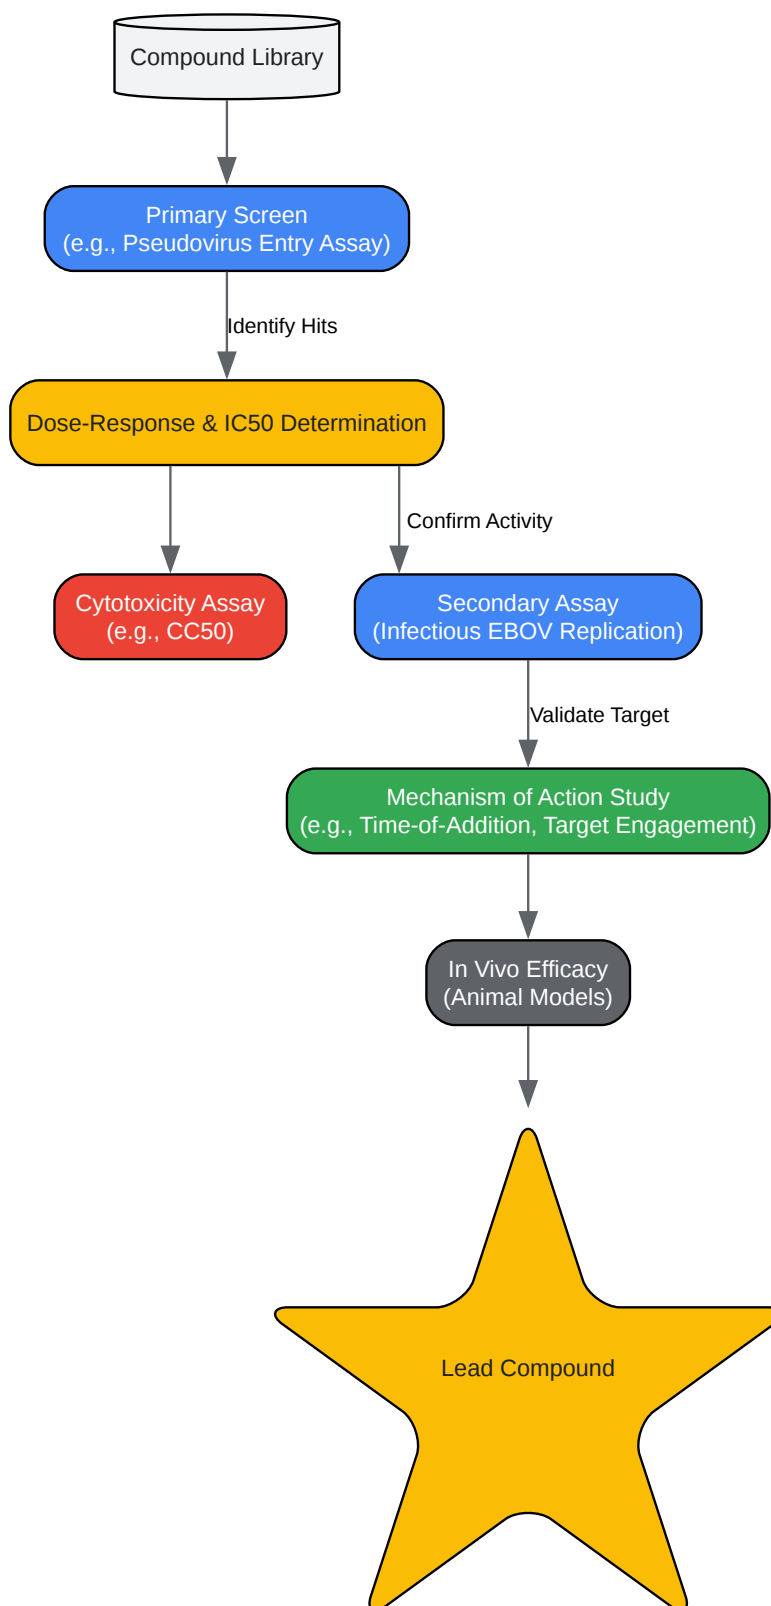 Compound Library
Primary Screen
(e.g., Pseudovirus Entry Assay)
Identify Hits
Dose-Response & IC50 Determination
Confirm Activity
Cytotoxicity Assay
(e.g., CC50)
Secondary Assay
(Infectious EBOV Replication)
Validate Target
Mechanism of Action Study
(e.g., Time-of-Addition, Target Engagement)
In Vivo Efficacy
(Animal Models)
Lead Compound